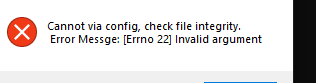 Cannot via config, check file integrity.
Error Messge: [Errno 22] Invalid argument